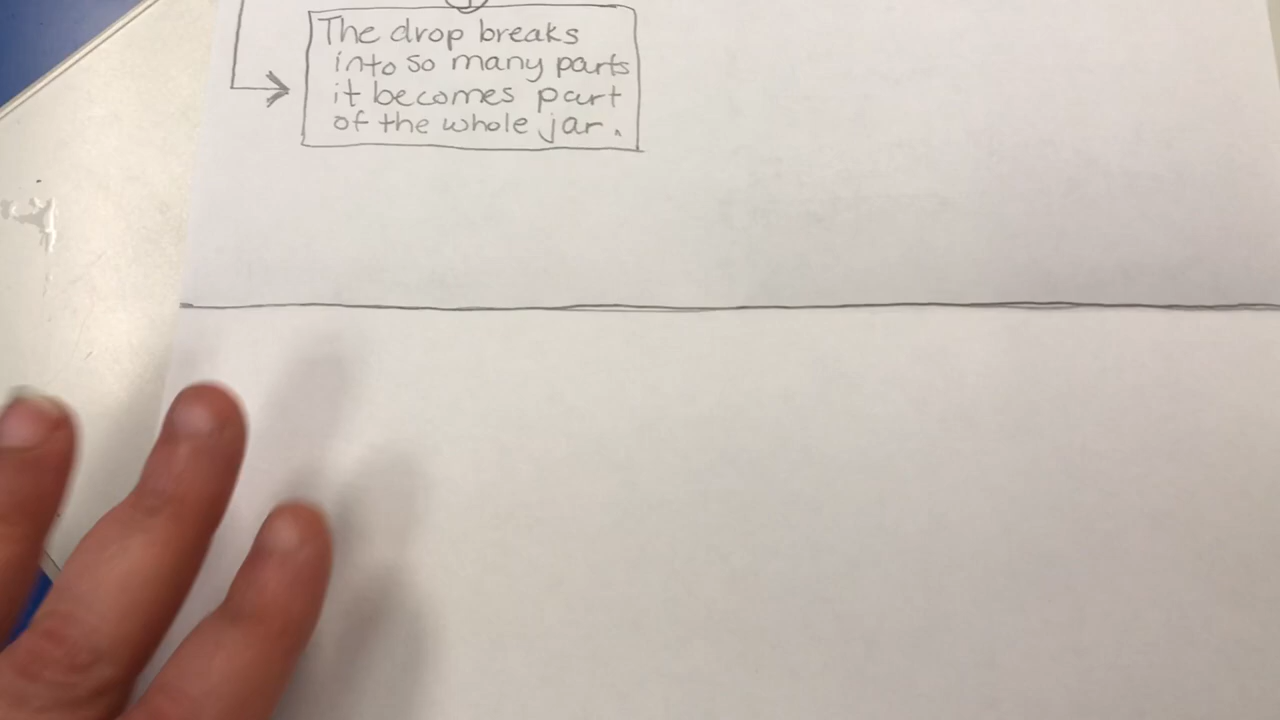 The drop breaks
into so many parts
it becomes part
of the whole jar.